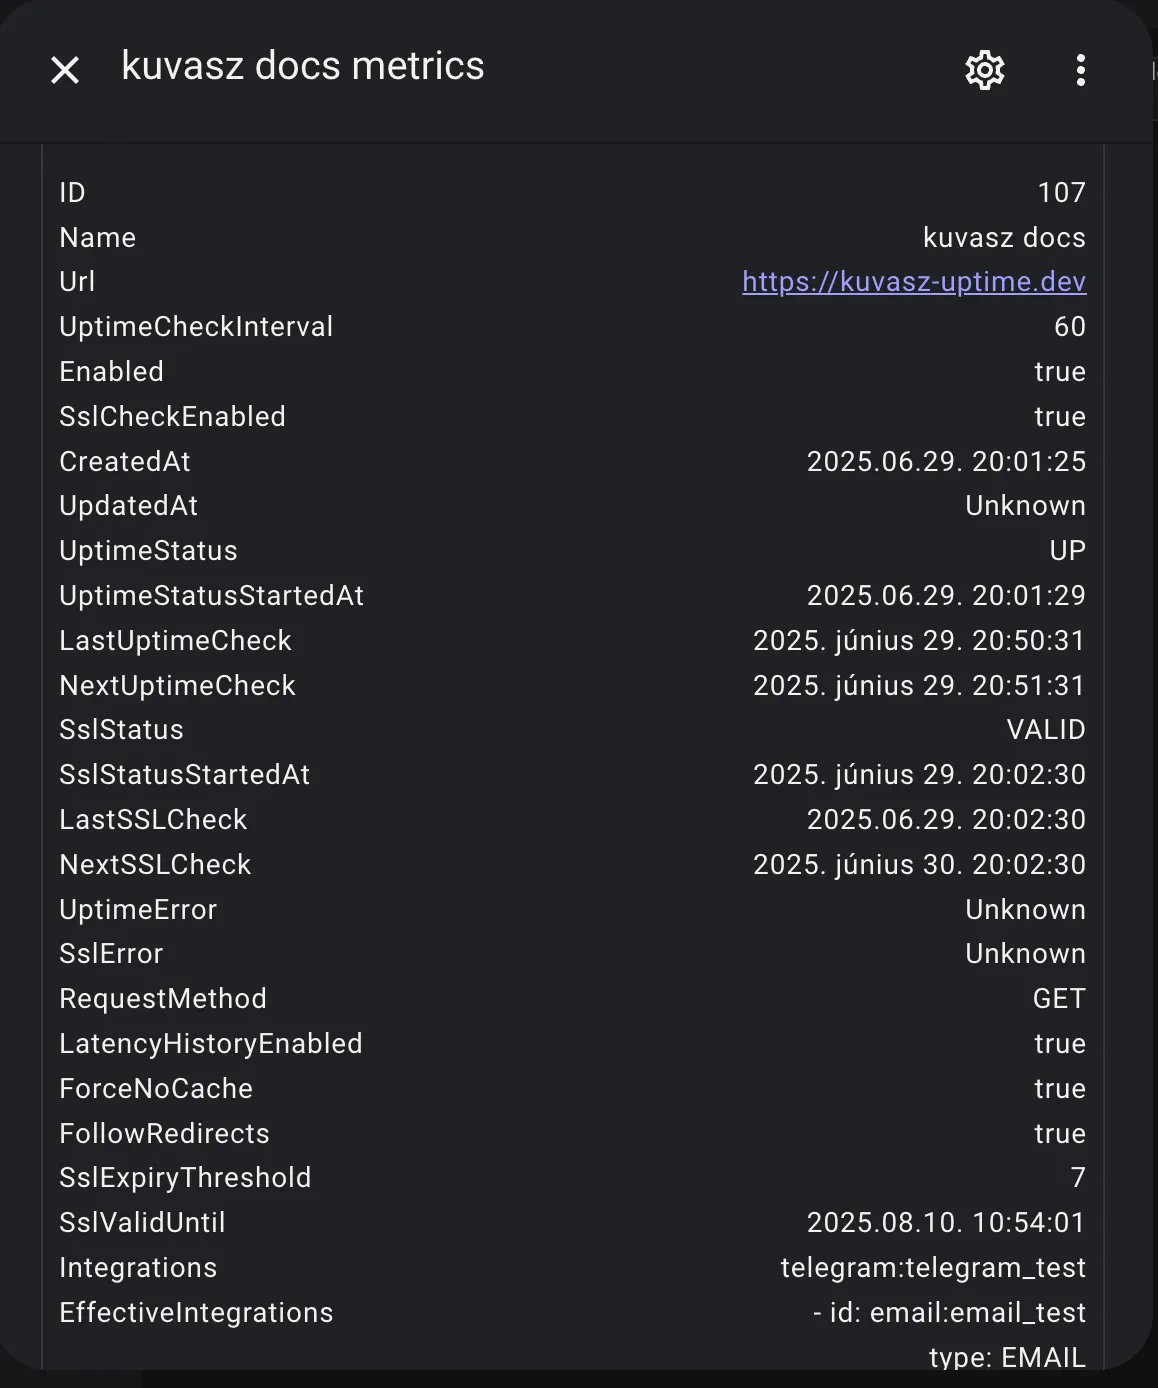 kuvasz docs metrics
ID 107
Name kuvasz docs
Url https://kuvasz-uptime.dev
UptimeCheckInterval 60
Enabled true
SslCheckEnabled true
CreatedAt 2025.06.29. 20:01:25
UpdatedAt Unknown
UptimeStatus UP
UptimeStatusStartedAt 2025.06.29. 20:01:29
LastUptimeCheck 2025. június 29. 20:50:31
NextUptimeCheck 2025. június 29. 20:51:31
SslStatus VALID
SslStatusStartedAt 2025. június 29. 20:02:30
LastSSLCheck 2025.06.29. 20:02:30
NextSSLCheck 2025. június 30. 20:02:30
UptimeError Unknown
SslError Unknown
RequestMethod GET
LatencyHistoryEnabled true
ForceNoCache true
FollowRedirects true
SslExpiryThreshold 7
SslValidUntil 2025.08.10. 10:54:01
Integrations telegram:telegram_test
EffectiveIntegrations - id: email:email_test
type: EMAIL